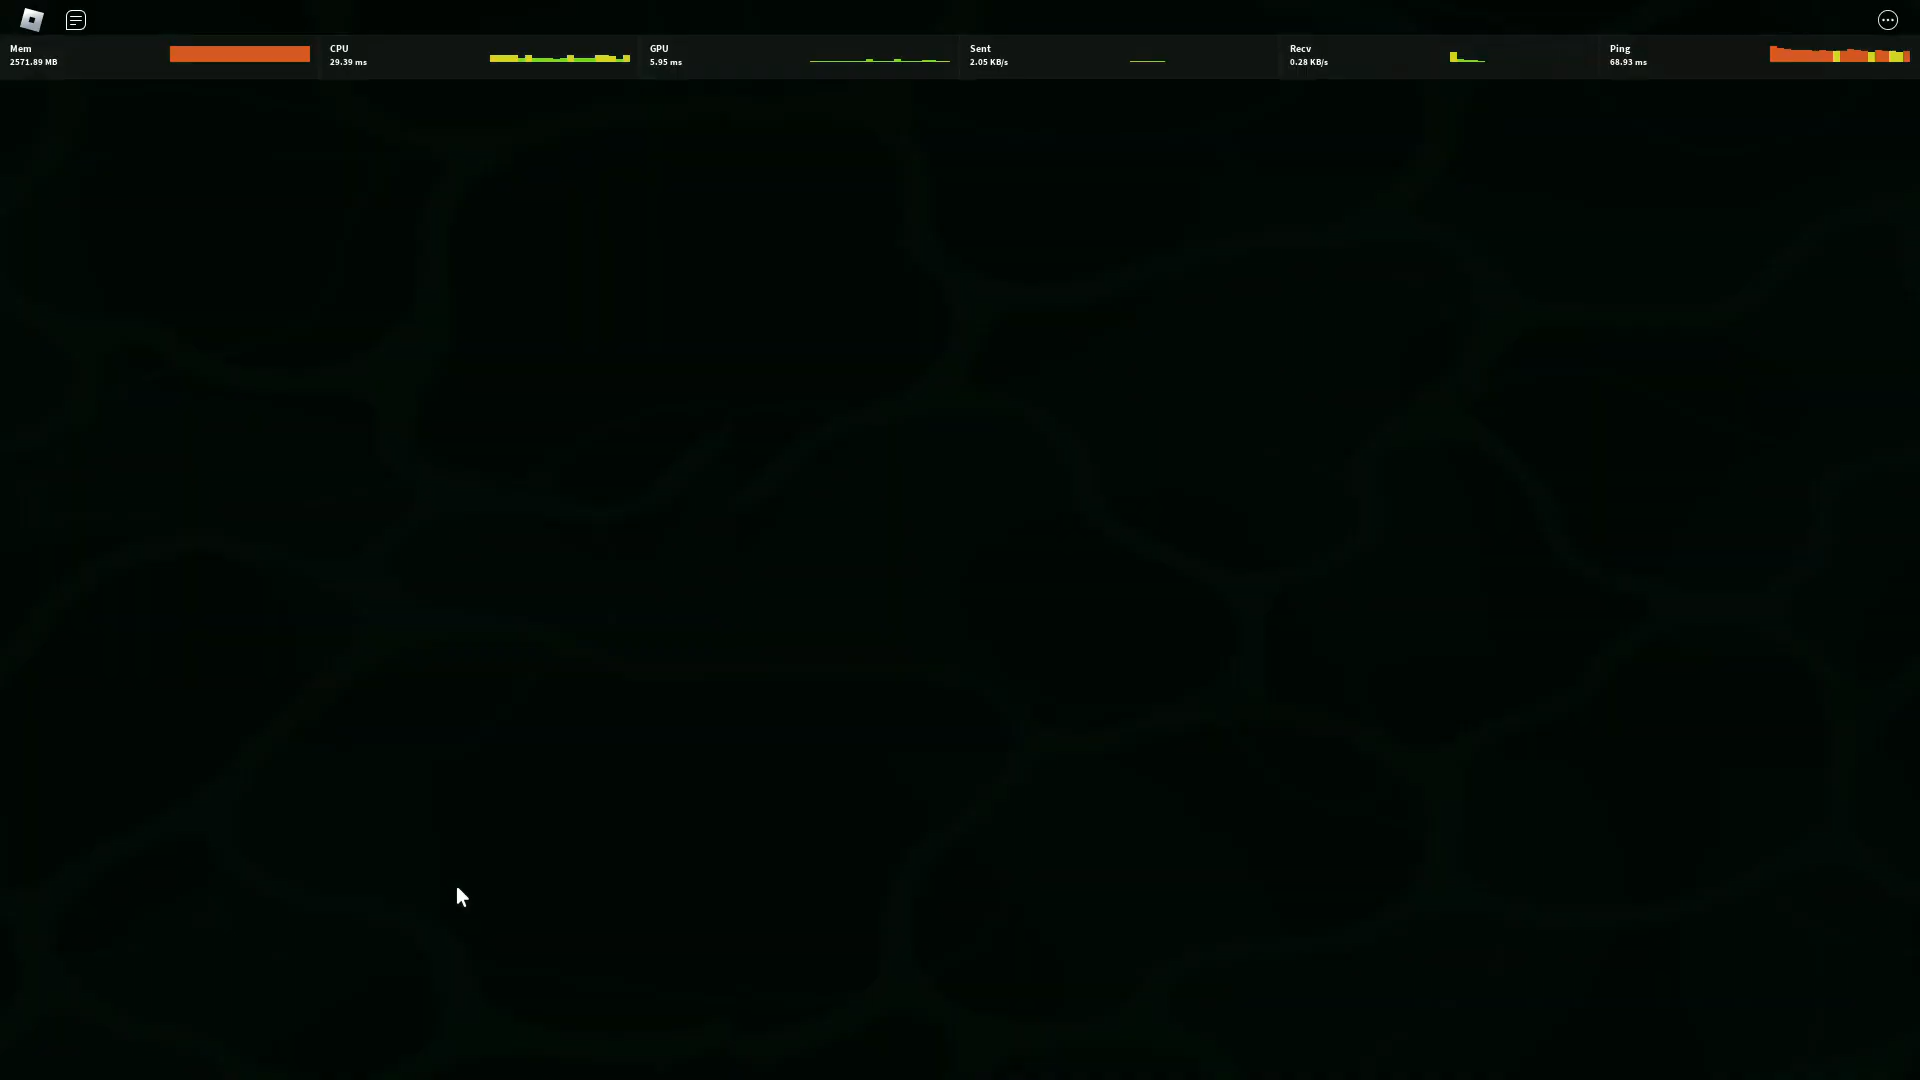 Mem
2571.89 MB
CPU
29.39 ms
GPU
5.95 ms
Sent
2.05 KB/s
Recv
0.28 KB/s
Ping
68.93 ms